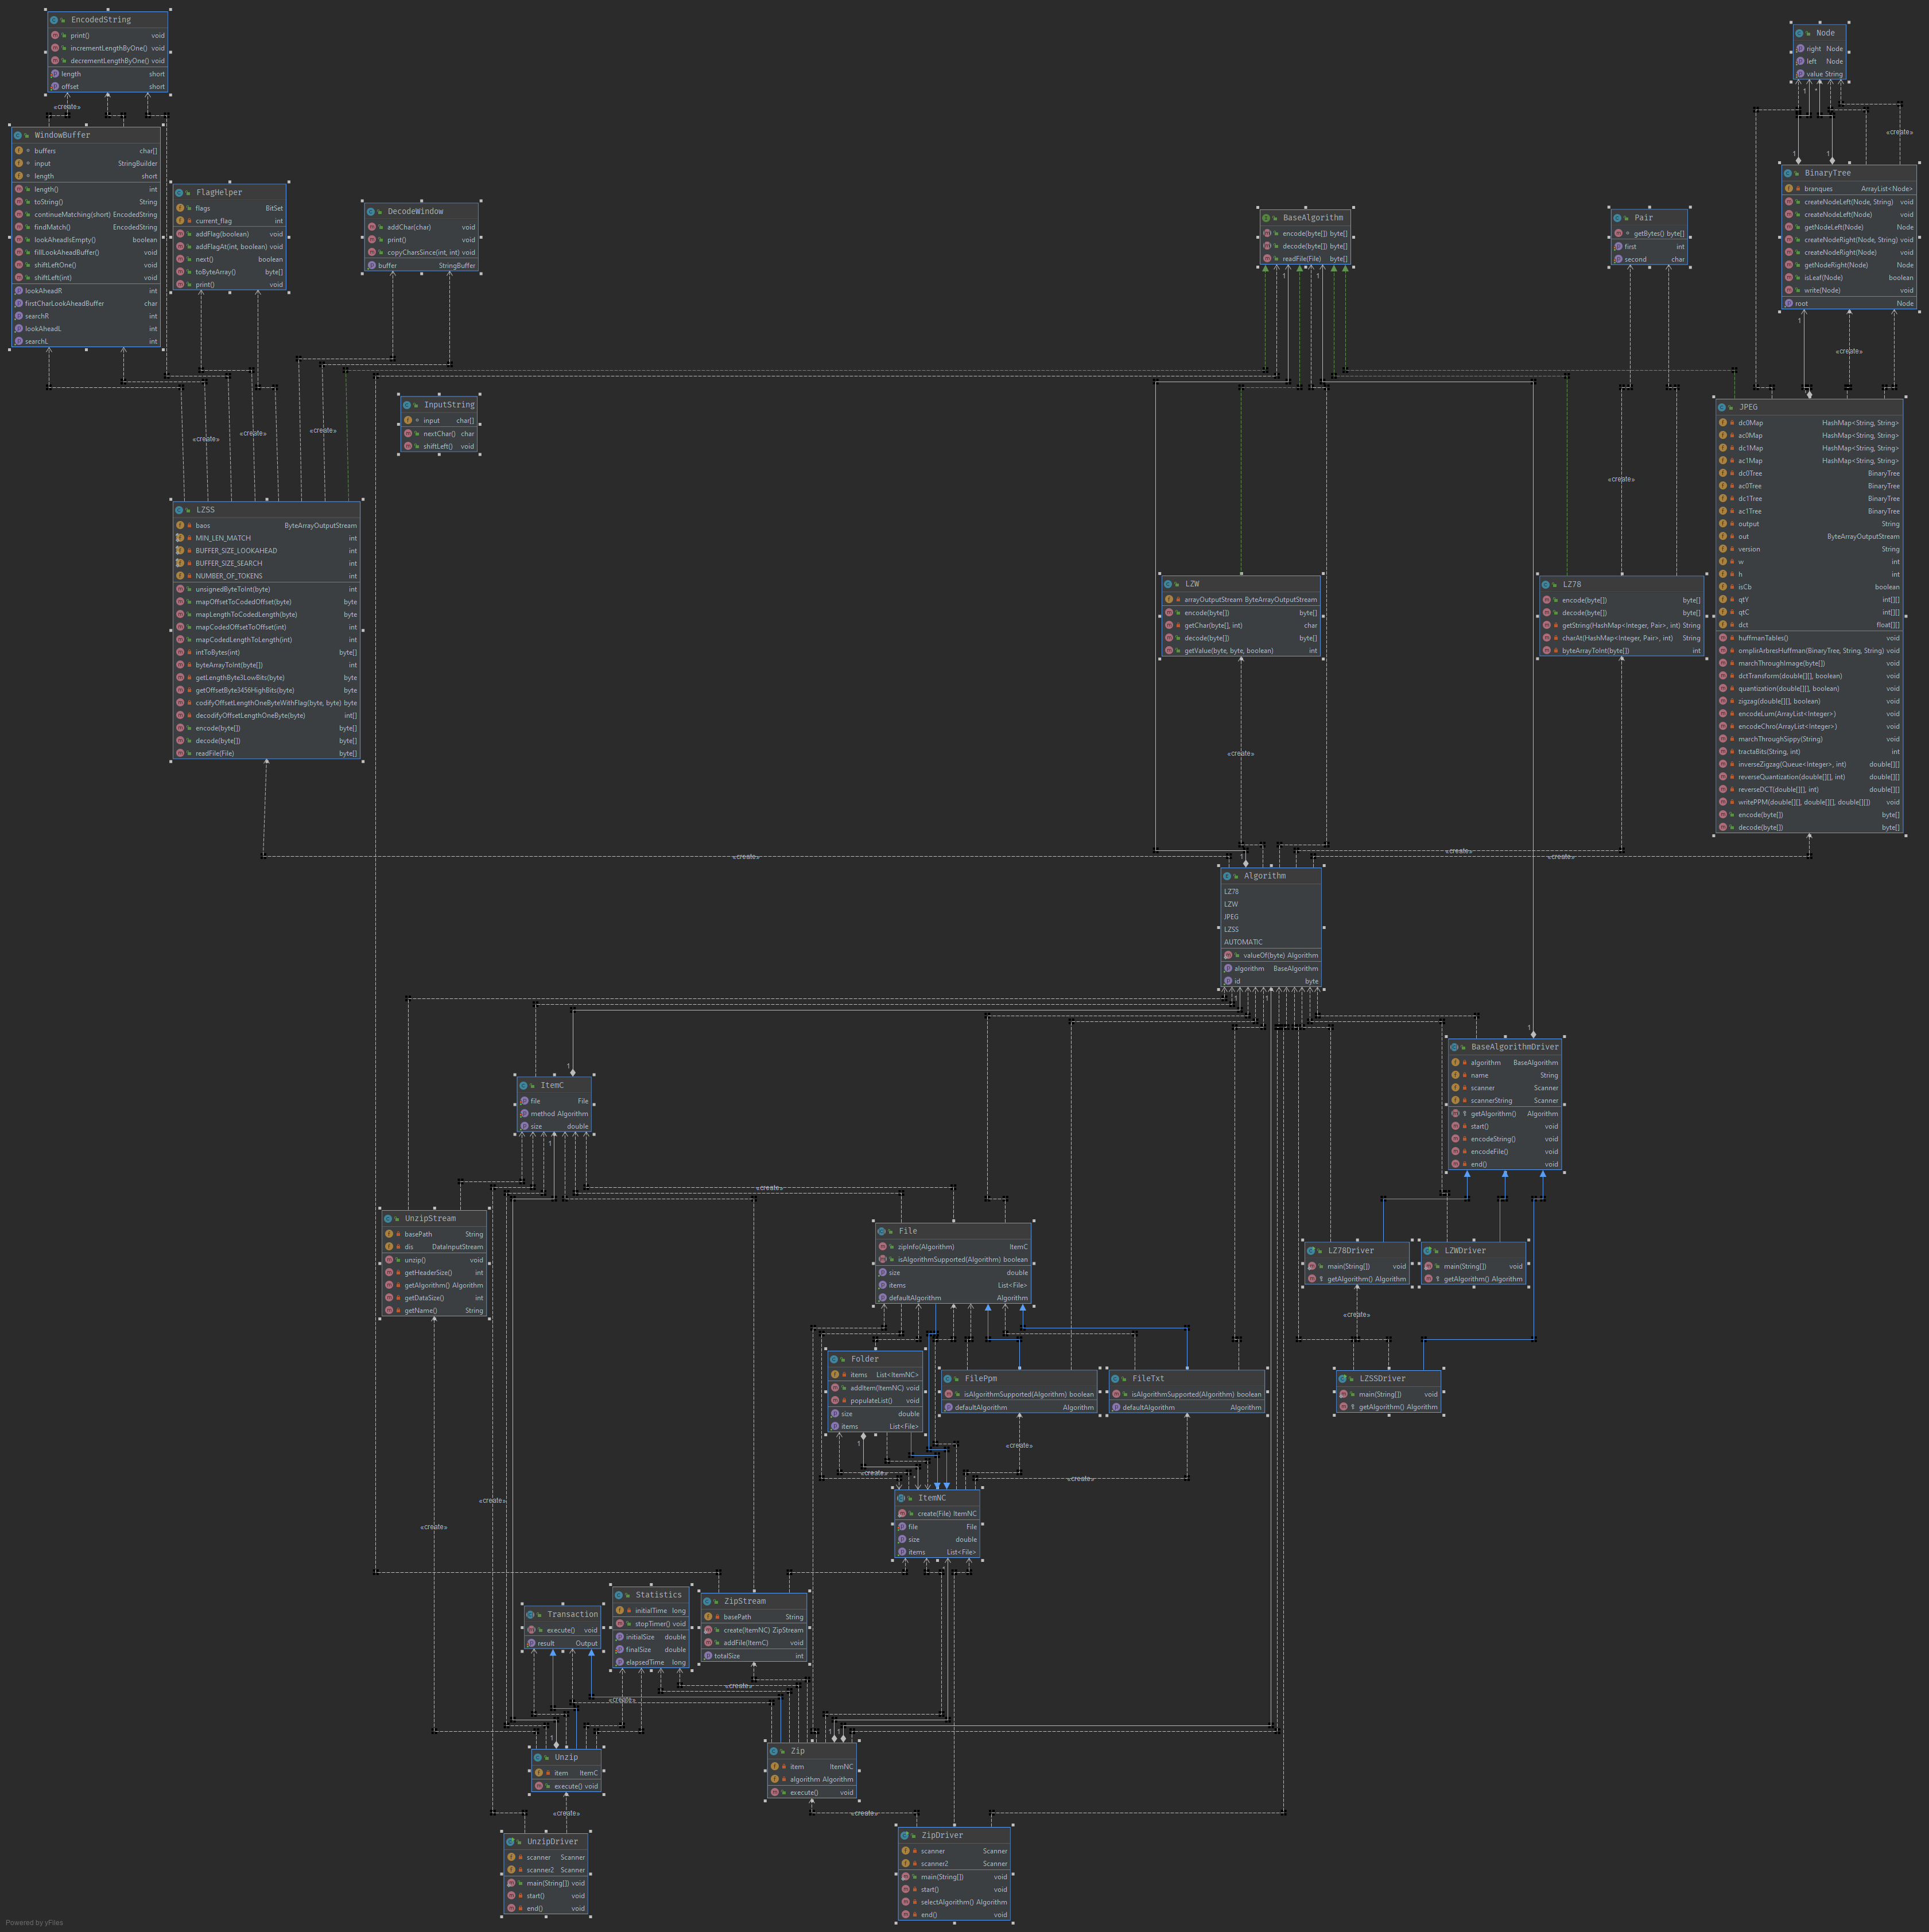 EncodedString
print() void
incrementLengthByOne() void
decrementLengthByOne() void
length short
offset short
«create»
WindowBuffer
buffers char[]
input StringBuilder
length short
length() int
toString() String
continueMatching(short) EncodedString
findMatch() EncodedString
lookAheadIsEmpty() boolean
fillLookAheadBuffer() void
shiftLeftOne() void
shiftLeft(int) void
lookAheadR int
firstCharLookAheadBuffer char
searchR int
lookAheadL int
searchL int
FlagHelper
flags BitSet
current_flag int
addFlag(boolean) void
addFlagAt(int, boolean) void
next() boolean
toByteArray() byte[]
print() void
DecodeWindow
addChar(char) void
print() void
copyCharsSince(int, int) void
buffer StringBuffer
BaseAlgorithm
encode(byte[]) byte[]
decode(byte[]) byte[]
readFile(File) byte[]
Pair
getBytes() byte[]
first int
second char
Node
right Node
left Node
value String
«create»
BinaryTree
branques ArrayList<Node>
createNodeLeft(Node, String) void
createNodeLeft(Node) void
getNodeLeft(Node) Node
createNodeRight(Node, String) void
createNodeRight(Node) void
getNodeRight(Node) Node
isLeaf(Node) boolean
write(Node) void
root Node
«create»
InputString
input char[]
nextChar() char
shiftLeft() void
«create»
«create»
«create»
JPEG
dc0Map HashMap<String, String>
ac0Map HashMap<String, String>
dc1Map HashMap<String, String>
ac1Map HashMap<String, String>
dc0Tree BinaryTree
ac0Tree BinaryTree
dc1Tree BinaryTree
ac1Tree BinaryTree
output String
out ByteArrayOutputStream
version String
w int
h int
isCb boolean
qtY int[][]
qtC int[][]
dct float[][]
huffmanTables() void
omplirArbresHuffman(BinaryTree, String, String) void
marchThroughImage(byte[]) void
dctTransform(double[][], boolean) void
quantization(double[][], boolean) void
zigzag(double[][], boolean) void
encodeLum(ArrayList<Integer>) void
encodeChro(ArrayList<Integer>) void
marchThroughSippy(String) void
tractaBits(String, int) int
inverseZigzag(Queue<Integer>, int) double[][]
reverseQuantization(double[][], int) double[][]
reverseDCT(double[][], int) double[][]
writePPM(double[][], double[][], double[][]) void
encode(byte[]) byte[]
decode(byte[]) byte[]
«create»
LZSS
baos ByteArrayOutputStream
MIN_LEN_MATCH int
BUFFER_SIZE_LOOKAHEAD int
BUFFER_SIZE_SEARCH int
NUMBER_OF_TOKENS int
unsignedByteToInt(byte) int
mapOffsetToCodedOffset(byte) byte
mapLengthToCodedLength(byte) byte
mapCodedOffsetToOffset(int) int
mapCodedLengthToLength(int) int
intToBytes(int) byte[]
byteArrayToInt(byte[]) int
getLengthByte3LowBits(byte) byte
getOffsetByte3456HighBits(byte) byte
codifyOffsetLengthOneByteWithFlag(byte, byte) byte
decodifyOffsetLengthOneByte(byte) int[]
encode(byte[]) byte[]
decode(byte[]) byte[]
readFile(File) byte[]
LZW
arrayOutputStream ByteArrayOutputStream
encode(byte[]) byte[]
getChar(byte[], int) char
decode(byte[]) byte[]
getValue(byte, byte, boolean) int
LZ78
encode(byte[]) byte[]
decode(byte[]) byte[]
getString(HashMap<Integer, Pair>, int) String
charAt(HashMap<Integer, Pair>, int) String
byteArrayToInt(byte[]) int
«create»
«create»
«create»
«create»
Algorithm
LZ78
LZW
JPEG
LZSS
AUTOMATIC
valueOf(byte) Algorithm
algorithm BaseAlgorithm
id byte
BaseAlgorithmDriver
algorithm BaseAlgorithm
name String
scanner Scanner
scannerString Scanner
getAlgorithm() Algorithm
start() void
encodeString() void
encodeFile() void
end() void
ItemC
file File
method Algorithm
size double
«create»
UnzipStream
basePath String
dis DataInputStream
unzip() void
getHeaderSize() int
getAlgorithm() Algorithm
getDataSize() int
getName() String
File
zipInfo(Algorithm) ItemC
isAlgorithmSupported(Algorithm) boolean
size double
items List<File>
defaultAlgorithm Algorithm
LZ78Driver
main(String[]) void
getAlgorithm() Algorithm
LZWDriver
main(String[]) void
getAlgorithm() Algorithm
«create»
Folder
items List<ItemNC>
addItem(ItemNC) void
populateList() void
size double
items List<File>
FilePpm
isAlgorithmSupported(Algorithm) boolean
defaultAlgorithm Algorithm
FileTxt
isAlgorithmSupported(Algorithm) boolean
defaultAlgorithm Algorithm
LZSSDriver
main(String[]) void
getAlgorithm() Algorithm
«create»
«create»
«create»
ItemNC
create(File) ItemNC
file File
size double
items List<File>
«create»
«create»
Transaction
execute() void
result Output
Statistics
initialTime long
stopTimer() void
initialSize double
finalSize double
elapsedTime long
ZipStream
basePath String
create(ItemNC) ZipStream
addFile(ItemC) void
totalSize int
«create»
«create»
Unzip
item ItemC
execute() void
Zip
item ItemNC
algorithm Algorithm
execute() void
«create»
«create»
UnzipDriver
scanner Scanner
scanner2 Scanner
main(String[]) void
start() void
end() void
ZipDriver
scanner Scanner
scanner2 Scanner
main(String[]) void
start() void
selectAlgorithm() Algorithm
end() void
Powered by yFiles